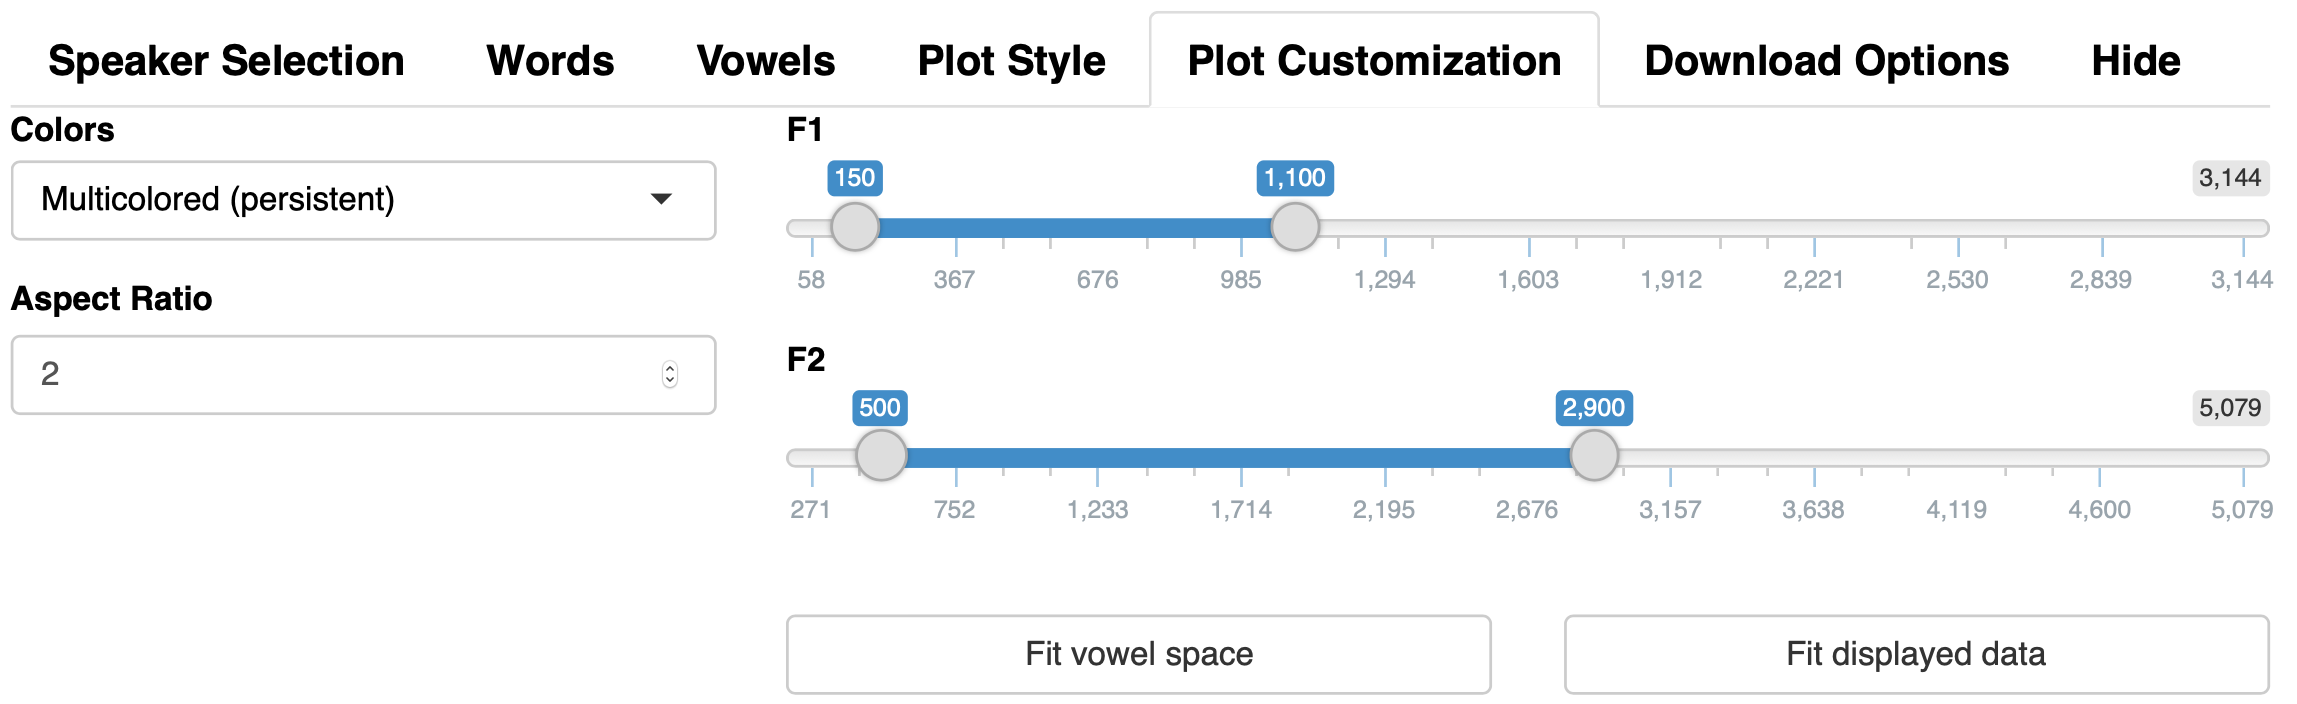 Speaker Selection Words Vowels Plot Style Plot Customization Download Options Hide
Colors
Multicolored (persistent)
Aspect Ratio
2
F1
150 1,100 3,144
58 367 676 985 1,294 1,603 1,912 2,221 2,530 2,839 3,144
F2
500 2,900 5,079
271 752 1,233 1,714 2,195 2,676 3,157 3,638 4,119 4,600 5,079
Fit vowel space Fit displayed data